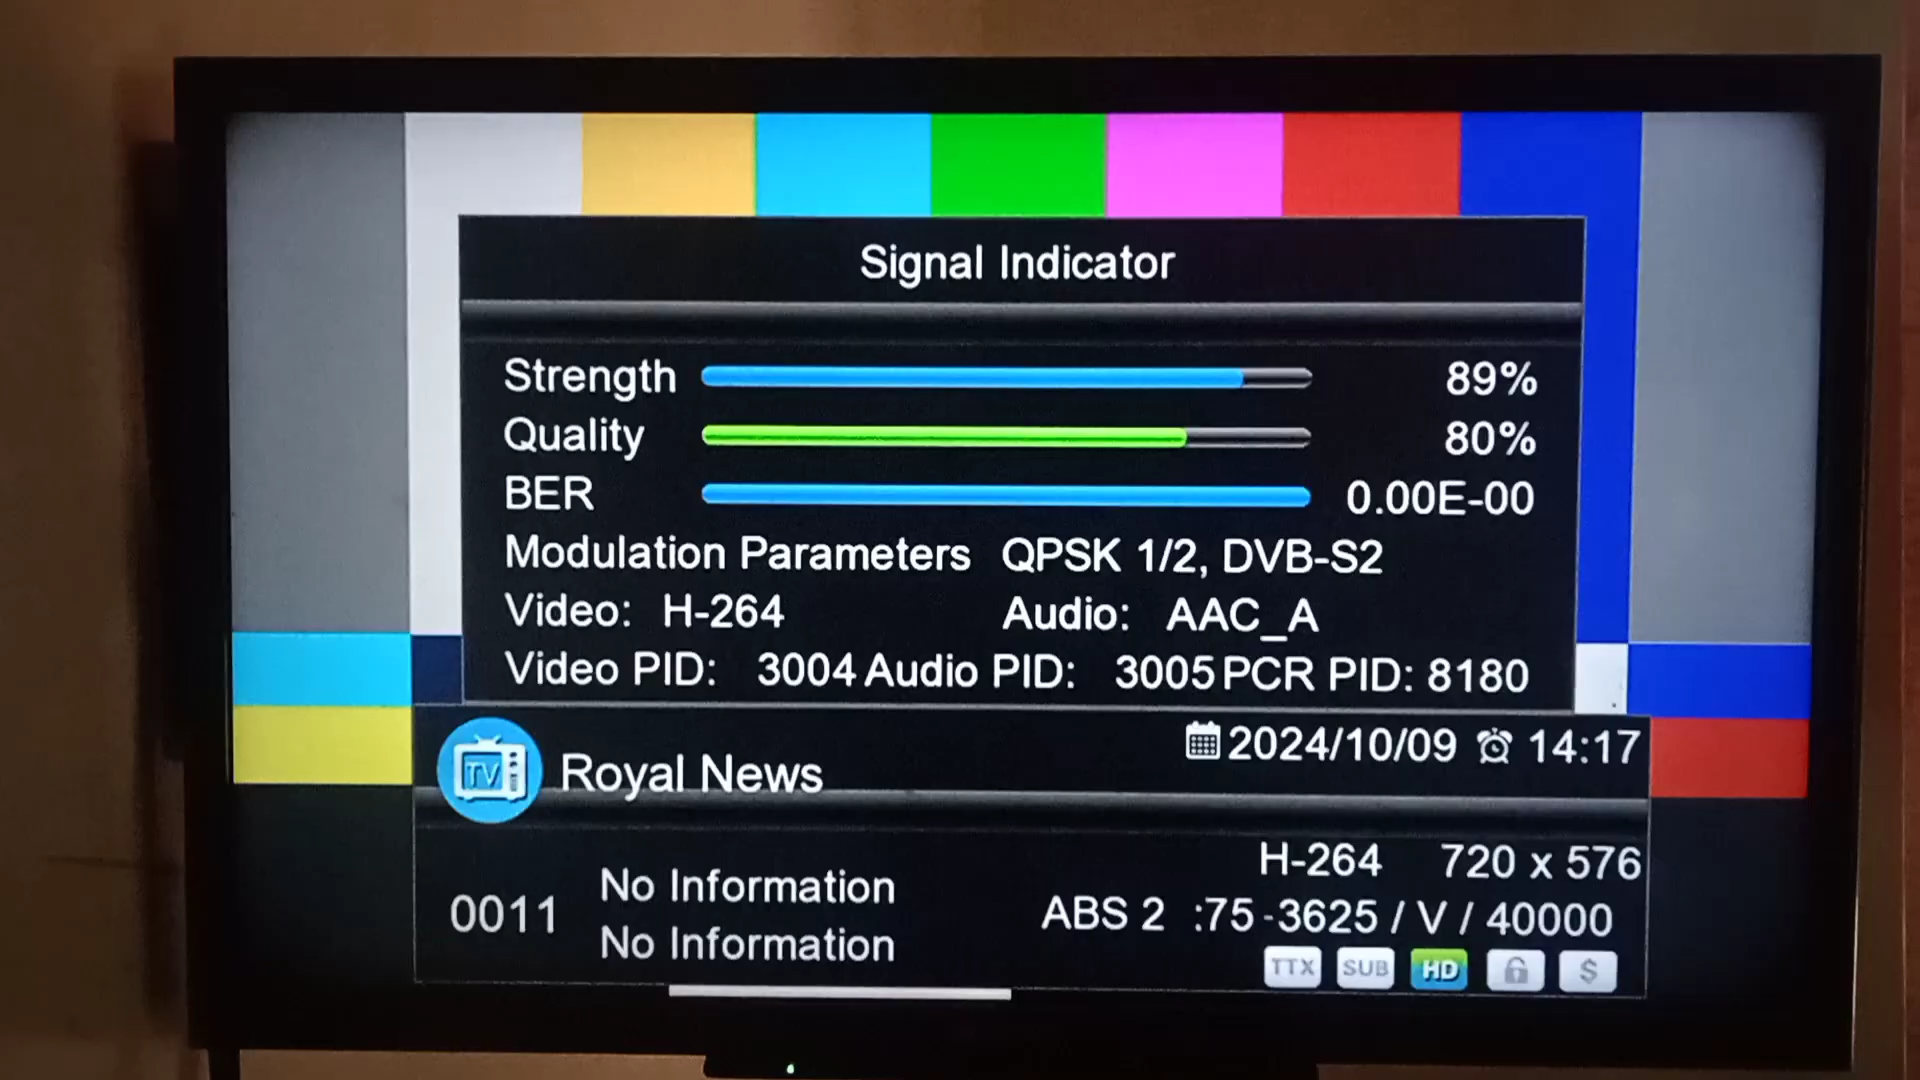 Signal Indicator
Strength 89%
Quality 80%
BER 0.00E-00
Modulation Parameters QPSK 1/2, DVB-S2
Video: H-264 Audio: AAC_A
Video PID: 3004 Audio PID: 3005 PCR PID: 8180
2024/10/09 14:17
TV Royal News
H-264 720 x 576
No Information
0011 ABS 2 :75 -3625 / V / 40000
No Information
TTX SUB HD $